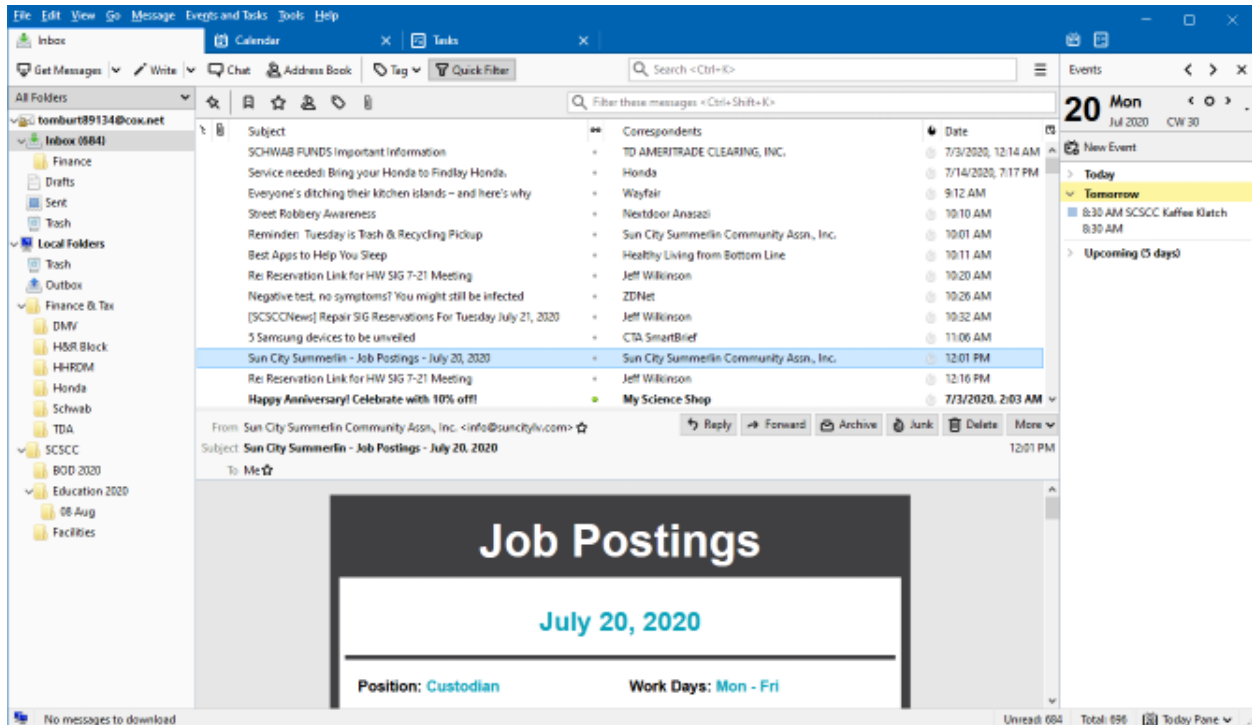 File Edit View Go Message Events and Tasks Tools Help
Inbox Calendar Tasks
Get Messages Write Chat Address Book Tag Quick Filter Search <Ctrl+K> Events
All Folders
Filter these messages <Ctrl+Shift+K>
20 Mon
Jul 2020 CW 30
New Event
Today
Tomorrow
8:30 AM SCSCC Kaffee Klatch
8:30 AM
Upcoming (5 days)
tomburt89134@cox.net
Inbox (684)
Finance
Drafts
Sent
Trash
Local Folders
Trash
Outbox
Finance & Tax
DMV
H&R Block
HHRDM
Honda
Schwab
TDA
SCSCC
BOD 2020
Education 2020
08 Aug
Facilities
Subject Correspondents Date
SCHWAB FUNDS Important Information TD AMERITRADE CLEARING, INC. 7/3/2020, 12:14 AM
Service needed: Bring your Honda to Findlay Honda. Honda 7/14/2020, 7:17 PM
Everyone's ditching their kitchen islands – and here's why Wayfair 9:12 AM
Street Robbery Awareness Nextdoor Anasazi 10:10 AM
Reminder: Tuesday is Trash & Recycling Pickup Sun City Summerlin Community Assn., Inc. 10:01 AM
Best Apps to Help You Sleep Healthy Living from Bottom Line 10:11 AM
Re: Reservation Link for HW SIG 7-21 Meeting Jeff Wilkinson 10:20 AM
Negative test, no symptoms? You might still be infected ZDNet 10:26 AM
[SCSCCNews] Repair SIG Reservations For Tuesday July 21, 2020 Jeff Wilkinson 10:32 AM
5 Samsung devices to be unveiled CTA SmartBrief 11:06 AM
Sun City Summerlin - Job Postings - July 20, 2020 Sun City Summerlin Community Assn., Inc. 12:01 PM
Re: Reservation Link for HW SIG 7-21 Meeting Jeff Wilkinson 12:16 PM
Happy Anniversary! Celebrate with 10% off! My Science Shop 7/3/2020, 2:03 AM
From Sun City Summerlin Community Assn., Inc. <info@suncitylv.com> Reply Forward Archive Junk Delete More
Subject Sun City Summerlin - Job Postings - July 20, 2020 12:01 PM
To Me
Job Postings
July 20, 2020
Position: Custodian Work Days: Mon - Fri
No messages to download Unread: 684 Total: 696 Today Pane